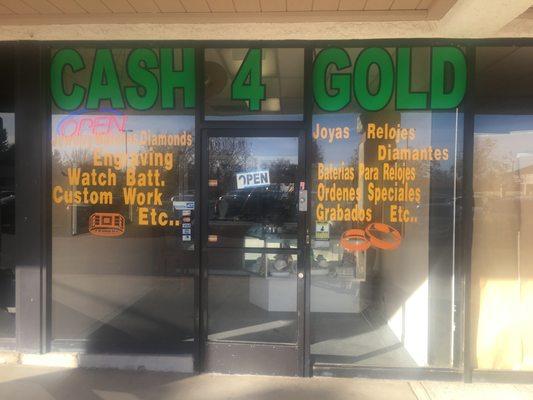 CASH 4 GOLD
OPEN
Diamonds
Engraving
Watch Batt.
Custom Work
Etc..
OPEN
Joyas Relojes
Diamantes
Baterias Para Relojes
Ordenes Speciales
Grabados Etc..